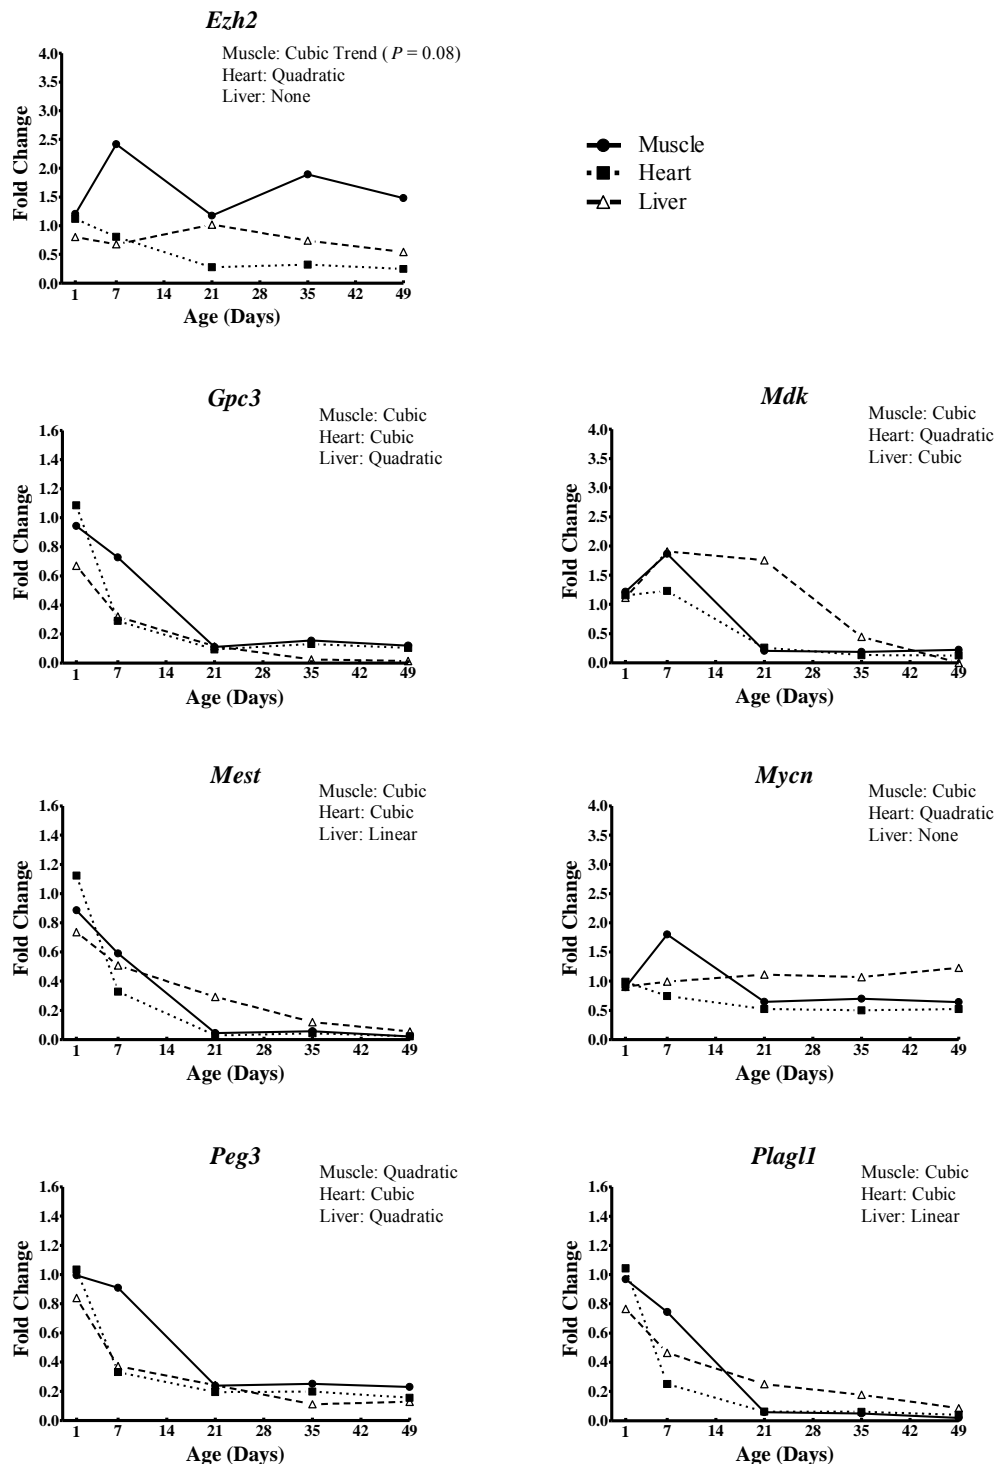 Ezh2
Muscle: Cubic Trend ( P = 0.08)
Heart: Quadratic
Liver: None
Fold Change
4.0
3.5
3.0
2.5
2.0
1.5
1.0
0.5
0.0
1 7 14 21 28 35 42 49
Age (Days)
Muscle
Heart
Liver
Gpc3
Muscle: Cubic
Heart: Cubic
Liver: Quadratic
Fold Change
1.6
1.4
1.2
1.0
0.8
0.6
0.4
0.2
0.0
1 7 14 21 28 35 42 49
Age (Days)
Mdk
Muscle: Cubic
Heart: Quadratic
Liver: Cubic
Fold Change
4.0
3.5
3.0
2.5
2.0
1.5
1.0
0.5
0.0
1 7 14 21 28 35 42 49
Age (Days)
Mest
Muscle: Cubic
Heart: Cubic
Liver: Linear
Fold Change
1.6
1.4
1.2
1.0
0.8
0.6
0.4
0.2
0.0
1 7 14 21 28 35 42 49
Age (Days)
Mycn
Muscle: Cubic
Heart: Quadratic
Liver: None
Fold Change
4.0
3.5
3.0
2.5
2.0
1.5
1.0
0.5
0.0
1 7 14 21 28 35 42 49
Age (Days)
Peg3
Muscle: Quadratic
Heart: Cubic
Liver: Quadratic
Fold Change
1.6
1.4
1.2
1.0
0.8
0.6
0.4
0.2
0.0
1 7 14 21 28 35 42 49
Age (Days)
Plagl1
Muscle: Cubic
Heart: Cubic
Liver: Linear
Fold Change
1.6
1.4
1.2
1.0
0.8
0.6
0.4
0.2
0.0
1 7 14 21 28 35 42 49
Age (Days)